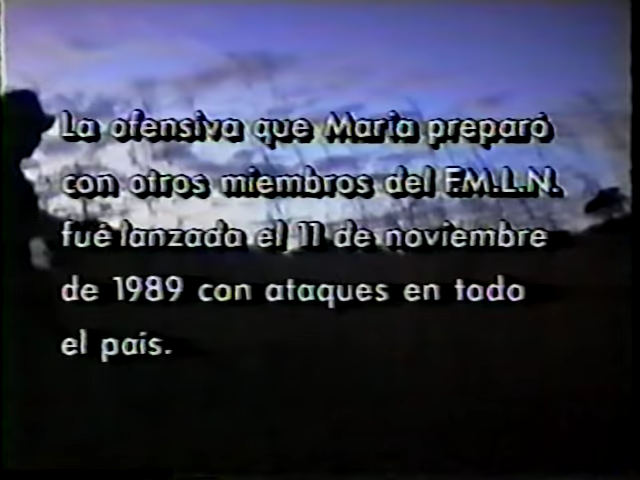 La ofensiva que María preparó
con otros miembros del F.M.L.N.
fué lanzada el 11 de noviembre
de 1989 con ataques en todo
el país.